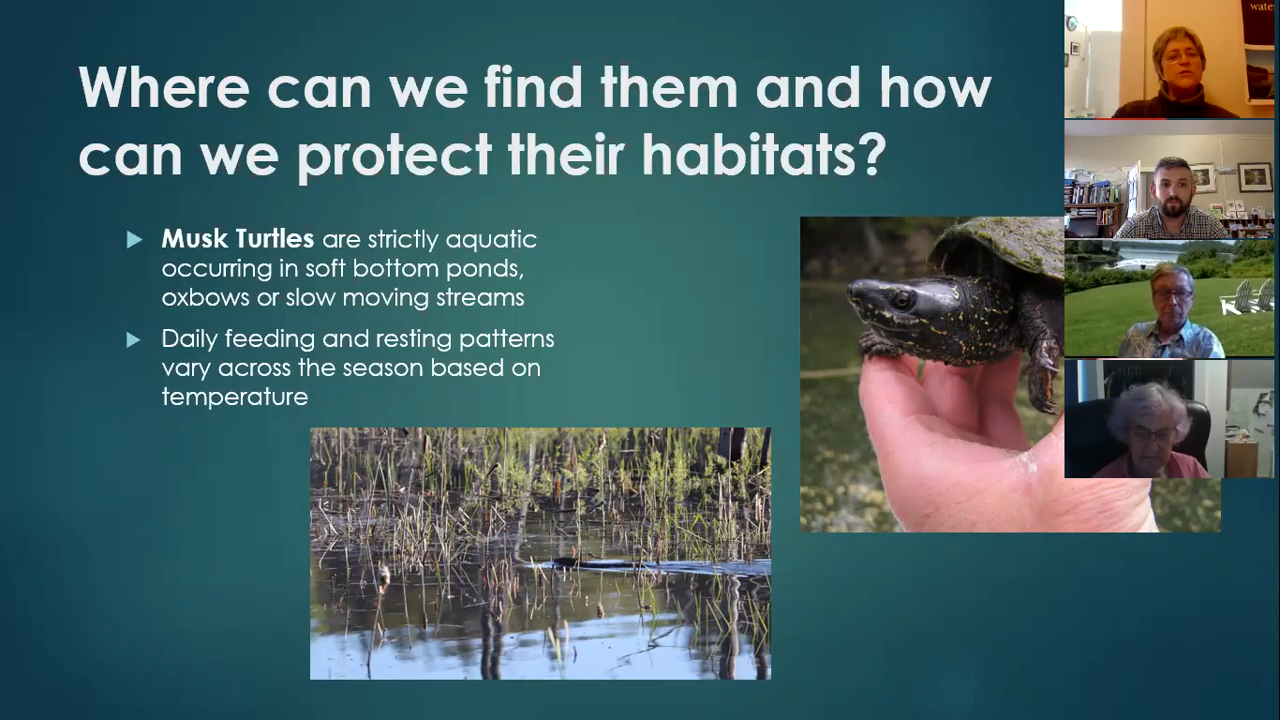 Where can we find them and how
can we protect their habitats?
Musk Turtles are strictly aquatic
occurring in soft bottom ponds,
oxbows or slow moving streams
Daily feeding and resting patterns
vary across the season based on
temperature
wate